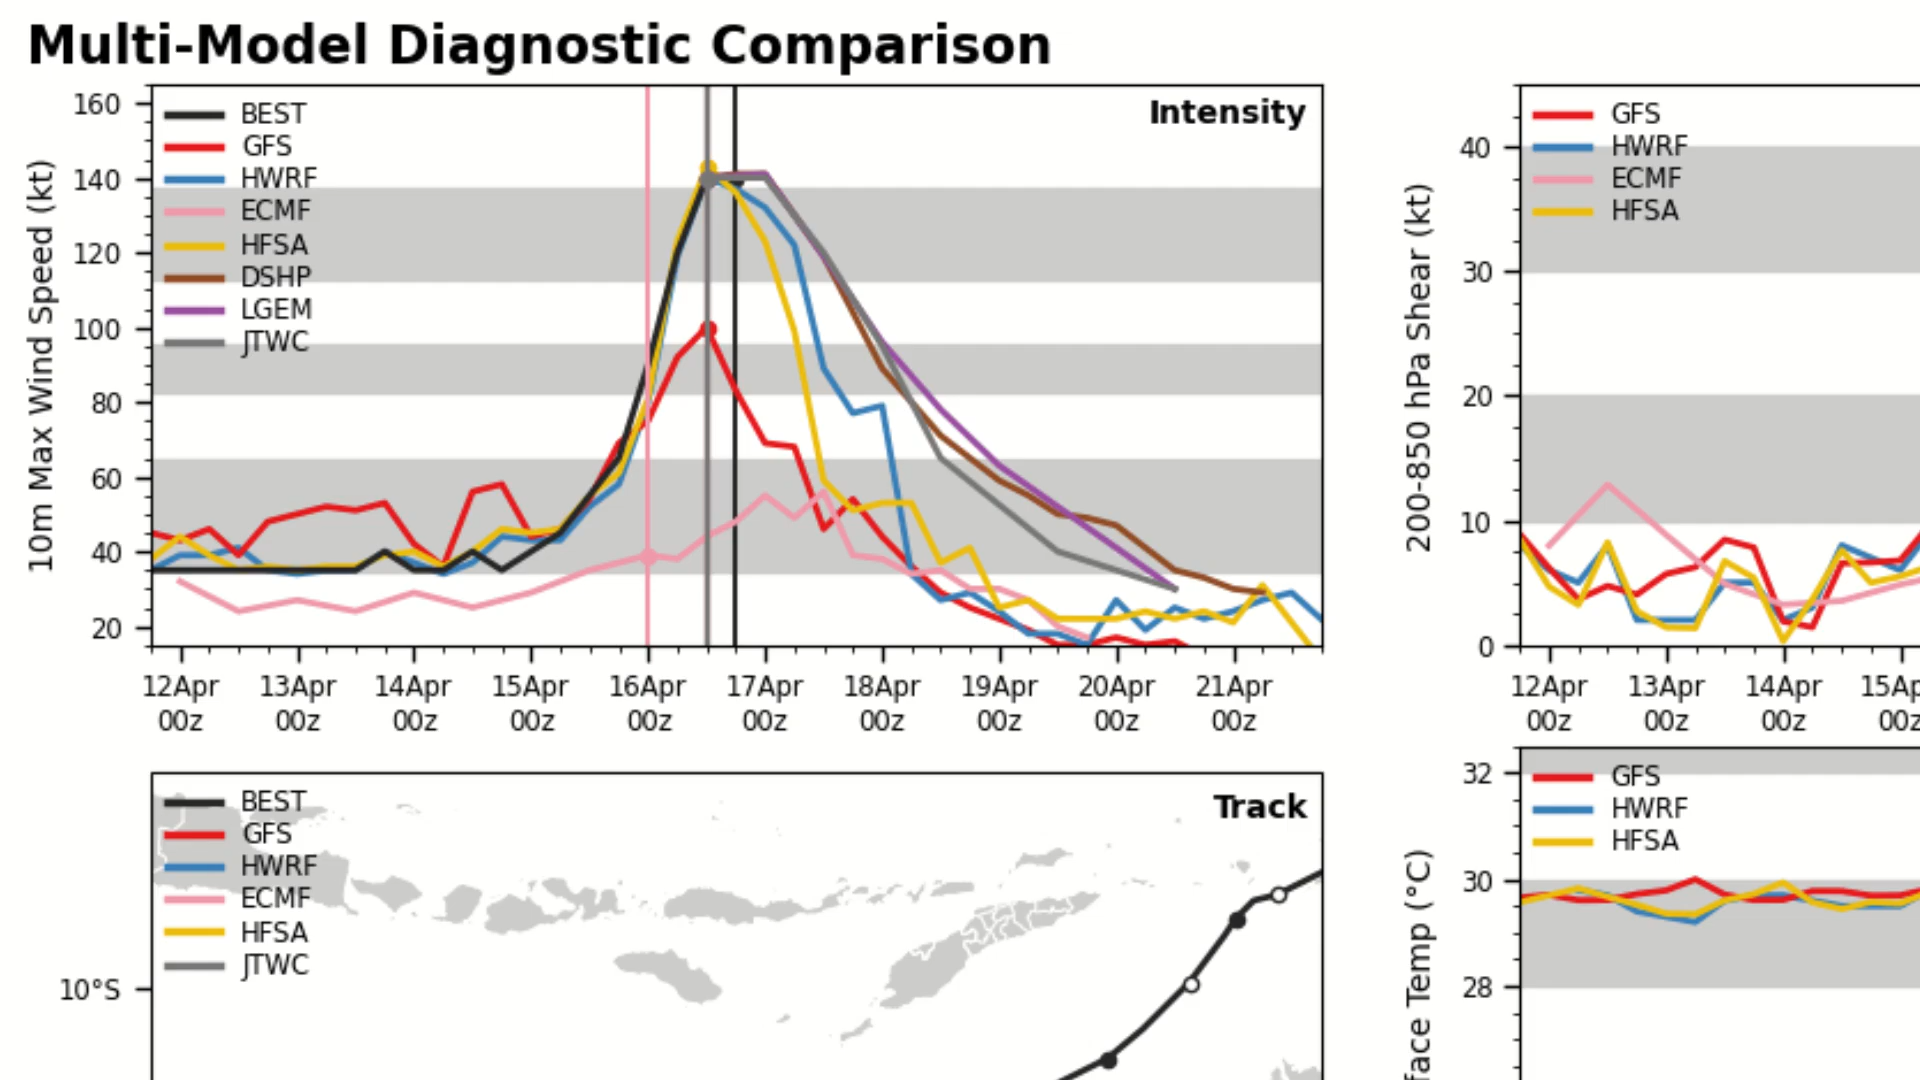 Multi-Model Diagnostic Comparison
Intensity
10m Max Wind Speed (kt)
160
140
120
100
80
60
40
20
BEST
GFS
HWRF
ECMF
HFSA
DSHP
LGEM
JTWC
12Apr 13Apr 14Apr 15Apr 16Apr 17Apr 18Apr 19Apr 20Apr 21Apr
00z 00z 00z 00z 00z 00z 00z 00z 00z 00z
200-850 hPa Shear (kt)
40
30
20
10
0
GFS
HWRF
ECMF
HFSA
12Apr 13Apr 14Apr 15Ap
00z 00z 00z 00z
Track
BEST
GFS
HWRF
ECMF
HFSA
JTWC
10°S
face Temp (°C)
32
30
28
GFS
HWRF
HFSA